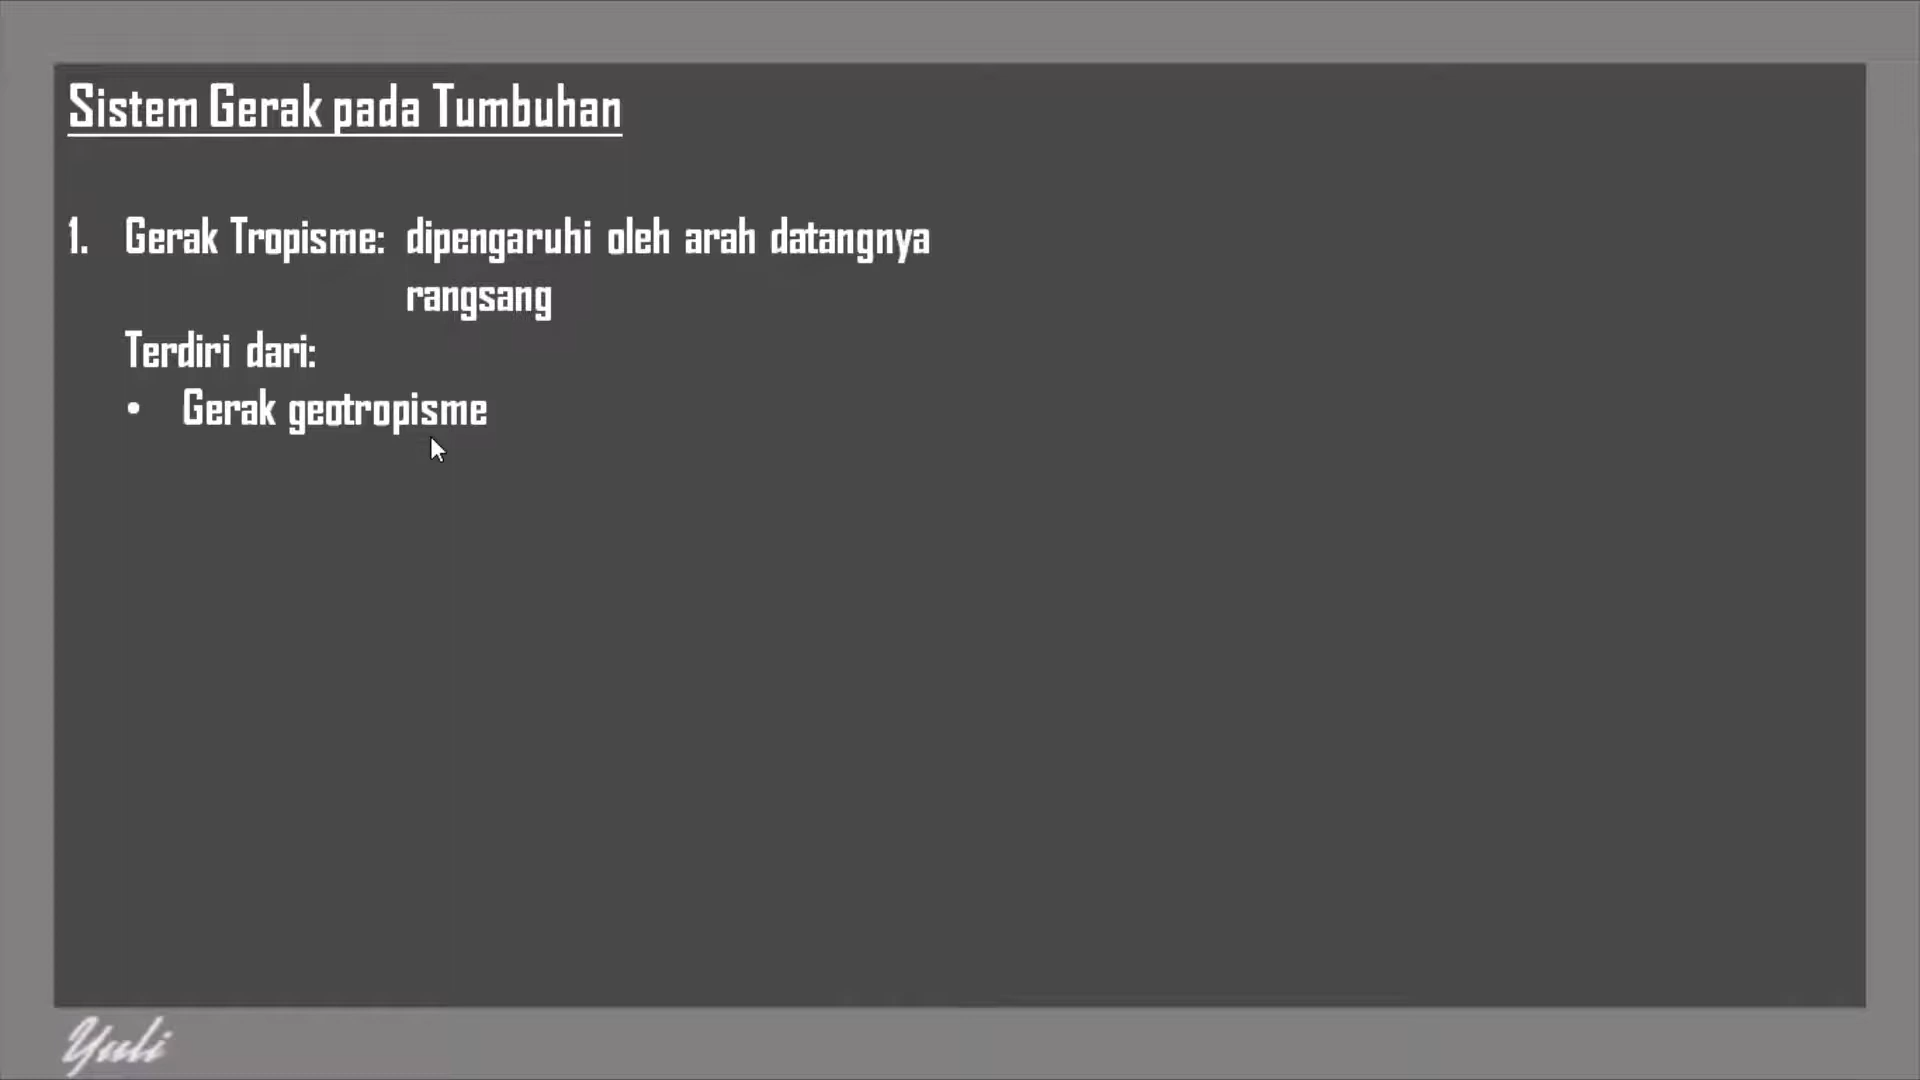 Sistem Gerak pada Tumbuhan
1. Gerak Tropisme: dipengaruhi oleh arah datangnya
rangsang
Terdiri dari:
• Gerak geotropisme
Yuli